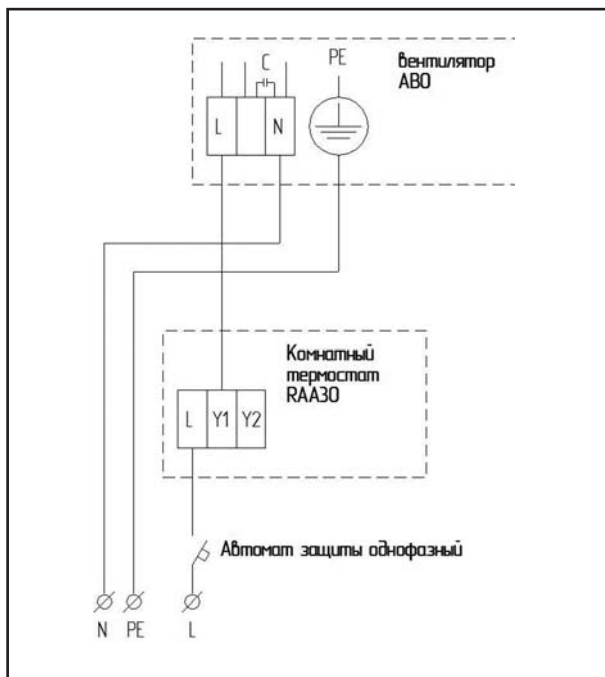 C
PE
вентилятор
АВО
L
N
Комнатный
термостат
RAA30
L Y1 Y2
Автомат защиты однофазный
N PE L